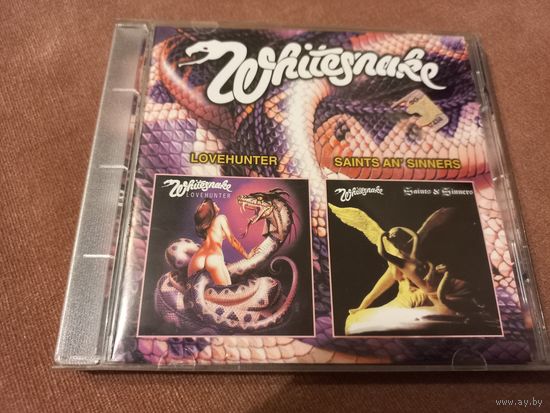 Whitesnake
LOVEHUNTER
SAINTS AN' SINNERS
Whitesnake
LOVEHUNTER
Whitesnake
Saints & Sinners
www.ay.by